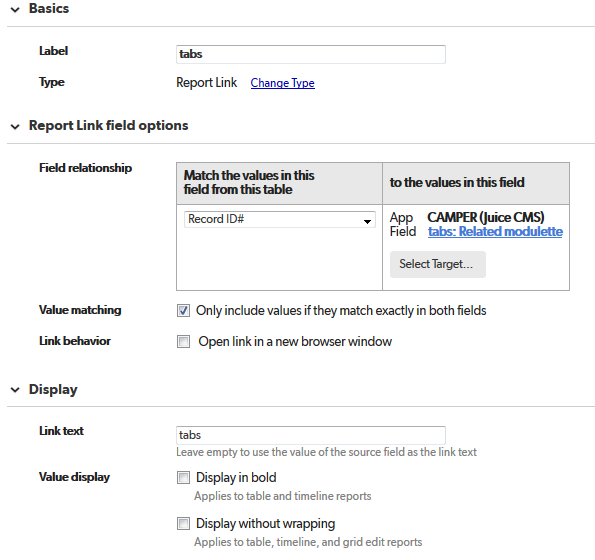 Basics
Label
tabs
Type
Report Link Change Type
Report Link field options
Field relationship
Match the values in this
field from this table
to the values in this field
Record ID#
App CAMPER (Juice CMS)
Field tabs: Related modulette
Select Target...
Value matching
Only include values if they match exactly in both fields
Link behavior
Open link in a new browser window
Display
Link text
tabs
Leave empty to use the value of the source field as the link text
Value display
Display in bold
Applies to table and timeline reports
Display without wrapping
Applies to table, timeline, and grid edit reports